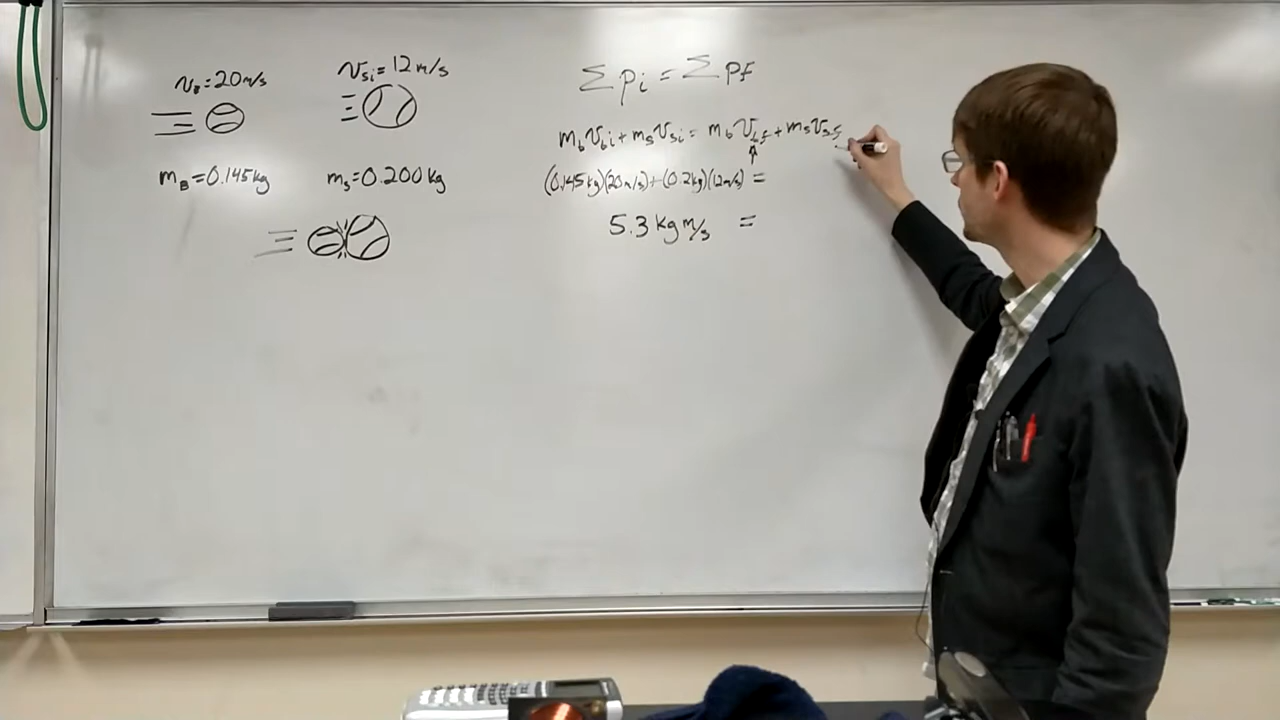 v_B = 20 m/s
v_si = 12 m/s
m_B = 0.145 kg
m_s = 0.200 kg
Σ p_i = Σ p_f
m_b v_bi + m_s v_si = m_b v_bf + m_s v_sf
(0.145 kg)(20 m/s) + (0.2 kg)(12 m/s) =
5.3 kg m/s =